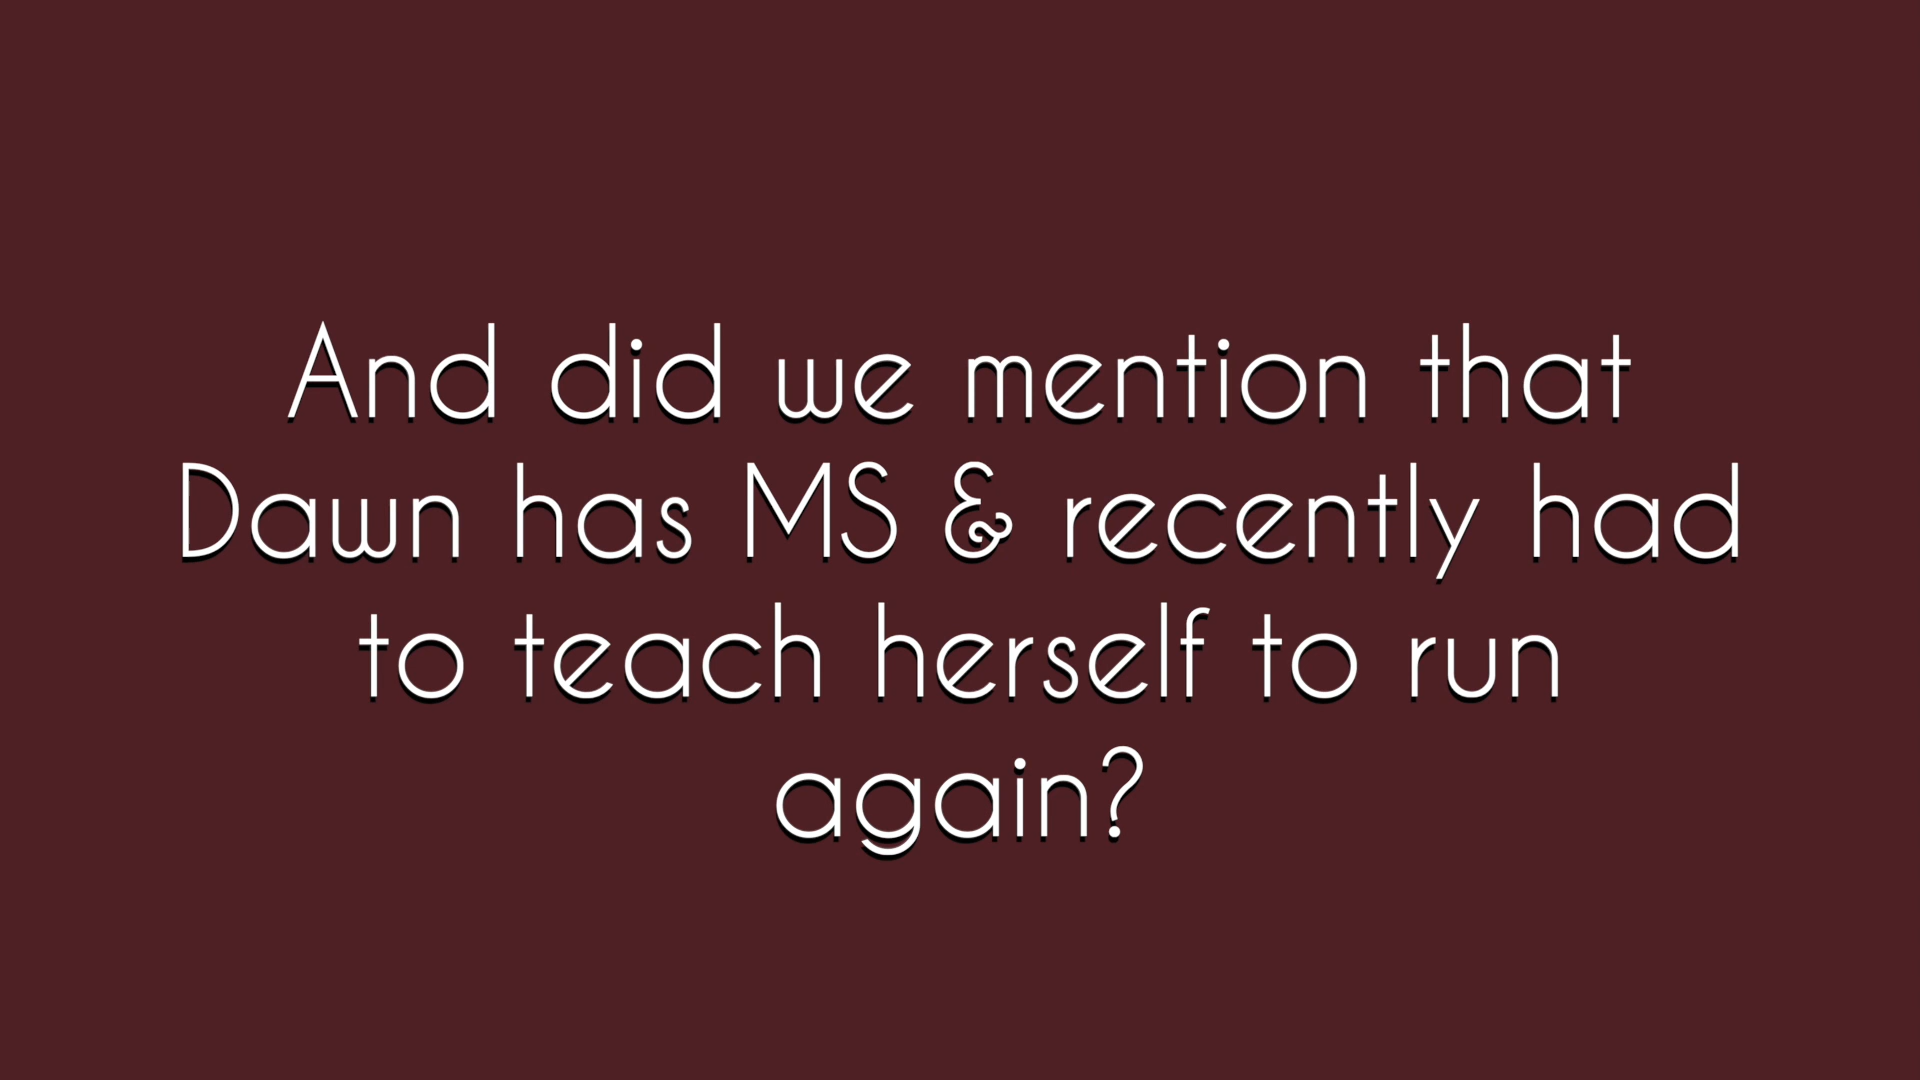 And did we mention that
Dawn has MS & recently had
to teach herself to run
again?